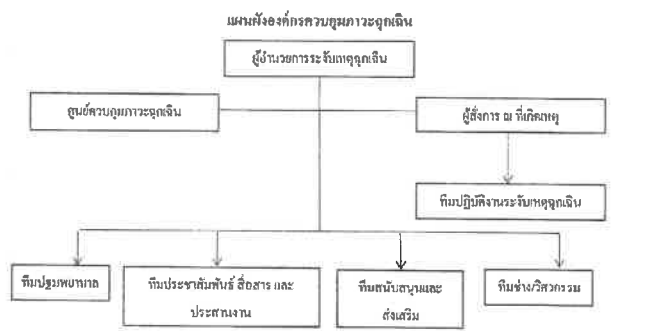 แผนผังองค์กรควบคุมภาวะฉุกเฉิน
ผู้อำนวยการระงับเหตุฉุกเฉิน
ศูนย์ควบคุมภาวะฉุกเฉิน
ผู้สั่งการ ณ ที่เกิดเหตุ
ทีมปฏิบัติงานระงับเหตุฉุกเฉิน
ทีมปฐมพยาบาล
ทีมประชาสัมพันธ์ สื่อสาร และ
ประสานงาน
ทีมสนับสนุนและ
ส่งเสริม
ทีมช่าง/วิศวกรรม